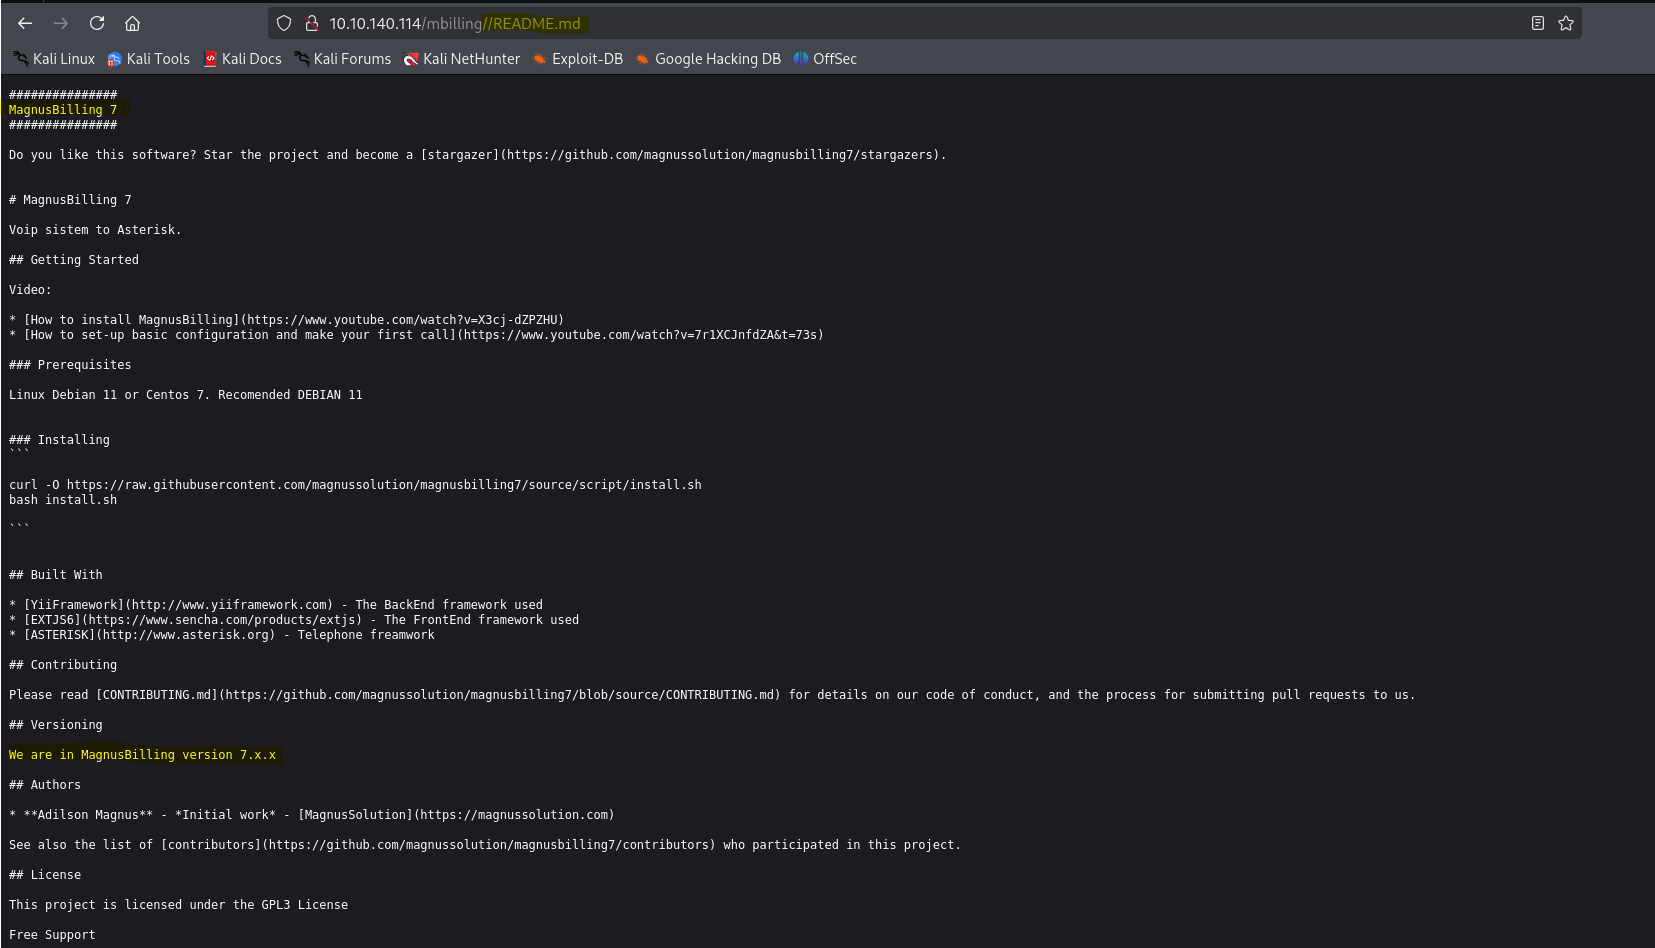 10.10.140.114/mbilling//README.md
Kali Linux Kali Tools Kali Docs Kali Forums Kali NetHunter Exploit-DB Google Hacking DB OffSec
###############
MagnusBilling 7
###############
Do you like this software? Star the project and become a [stargazer](https://github.com/magnussolution/magnusbilling7/stargazers).
# MagnusBilling 7
Voip sistem to Asterisk.
## Getting Started
Video:
* [How to install MagnusBilling](https://www.youtube.com/watch?v=X3cj-dZPZHU)
* [How to set-up basic configuration and make your first call](https://www.youtube.com/watch?v=7r1XCJnfdZA&t=73s)
### Prerequisites
Linux Debian 11 or Centos 7. Recomended DEBIAN 11
### Installing
```
curl -O https://raw.githubusercontent.com/magnussolution/magnusbilling7/source/script/install.sh
bash install.sh
```
## Built With
* [YiiFramework](http://www.yiiframework.com) - The BackEnd framework used
* [EXTJS6](https://www.sencha.com/products/extjs) - The FrontEnd framework used
* [ASTERISK](http://www.asterisk.org) - Telephone freamwork
## Contributing
Please read [CONTRIBUTING.md](https://github.com/magnussolution/magnusbilling7/blob/source/CONTRIBUTING.md) for details on our code of conduct, and the process for submitting pull requests to us.
## Versioning
We are in MagnusBilling version 7.x.x
## Authors
* **Adilson Magnus** - *Initial work* - [MagnusSolution](https://magnussolution.com)
See also the list of [contributors](https://github.com/magnussolution/magnusbilling7/contributors) who participated in this project.
## License
This project is licensed under the GPL3 License
Free Support